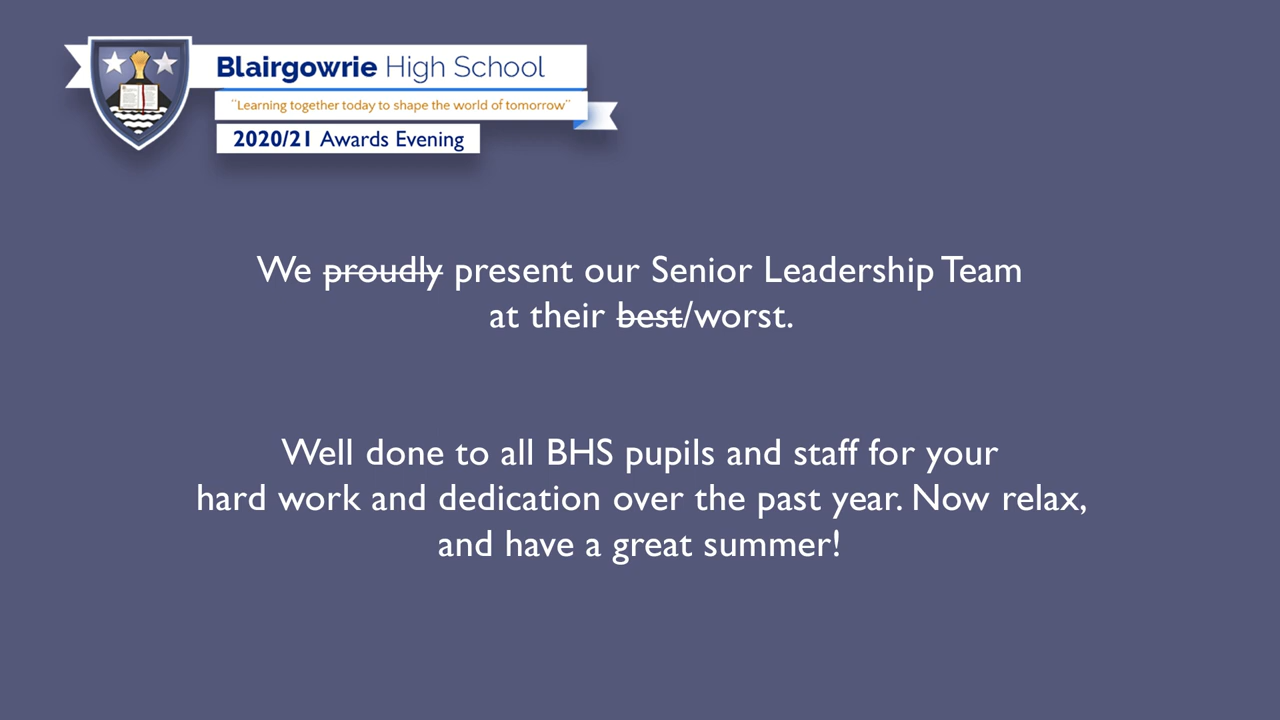 Blairgowrie High School
"Learning together today to shape the world of tomorrow"
2020/21 Awards Evening
We proudly present our Senior Leadership Team
at their best/worst.
Well done to all BHS pupils and staff for your
hard work and dedication over the past year. Now relax,
and have a great summer!